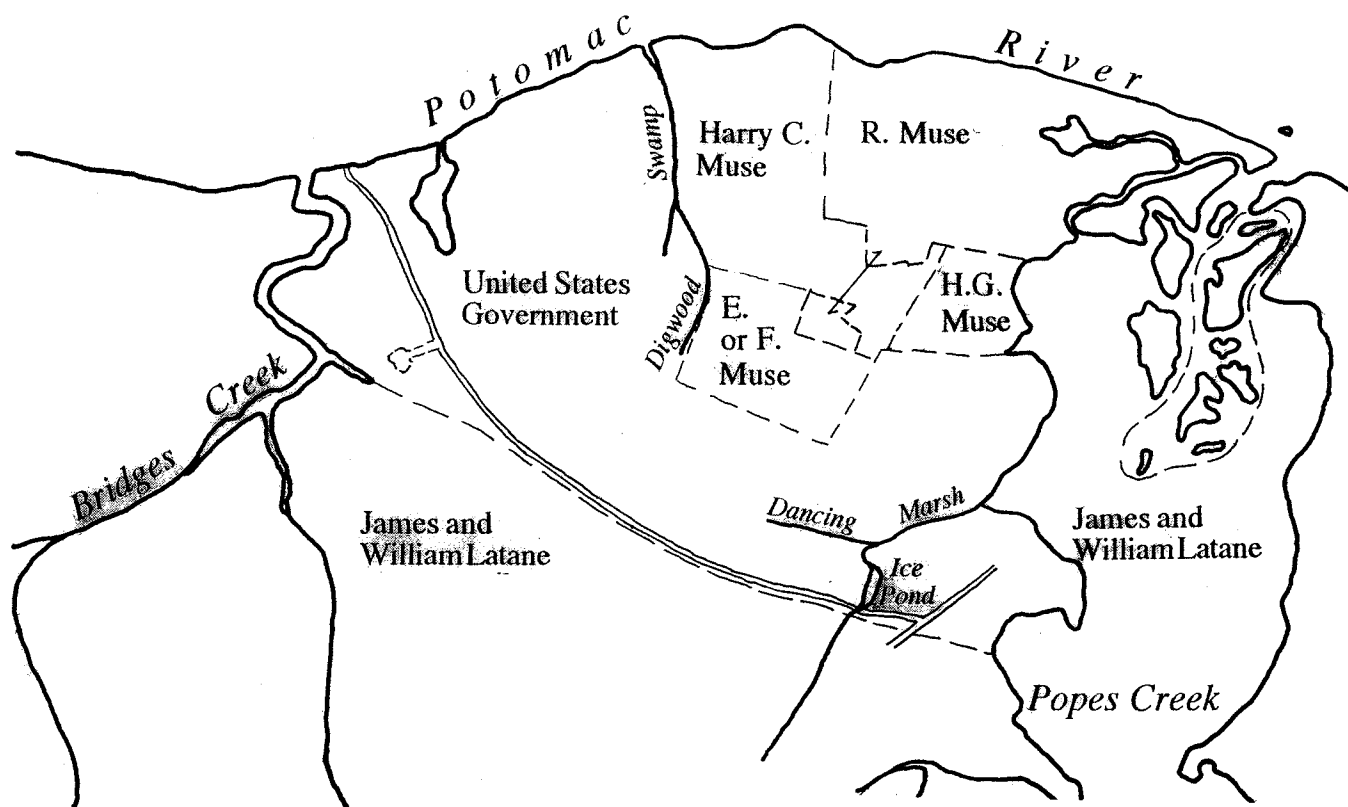 Potomac
River
Swamp
Harry C.
Muse
R. Muse
United States
Government
Digwood
E.
or F.
Muse
H.G.
Muse
Bridges Creek
James and
William Latane
Dancing Marsh
Ice
Pond
James and
William Latane
Popes Creek